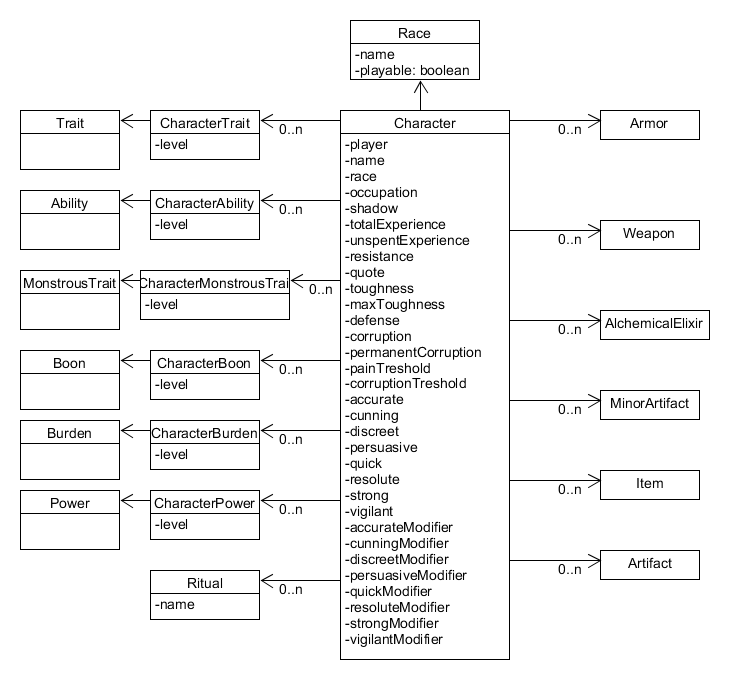 Race
-name
-playable: boolean
Trait
CharacterTrait
-level
0..n
Ability
CharacterAbility
-level
0..n
MonstrousTrait
CharacterMonstrousTrai
-level
0..n
Boon
CharacterBoon
-level
0..n
Burden
CharacterBurden
-level
0..n
Power
CharacterPower
-level
0..n
Ritual
-name
0..n
Character
-player
-name
-race
-occupation
-shadow
-totalExperience
-unspentExperience
-resistance
-quote
-toughness
-maxToughness
-defense
-corruption
-permanentCorruption
-painTreshold
-corruptionTreshold
-accurate
-cunning
-discreet
-persuasive
-quick
-resolute
-strong
-vigilant
-accurateModifier
-cunningModifier
-discreetModifier
-persuasiveModifier
-quickModifier
-resoluteModifier
-strongModifier
-vigilantModifier
0..n
Armor
0..n
Weapon
0..n
AlchemicalElixir
0..n
MinorArtifact
0..n
Item
0..n
Artifact